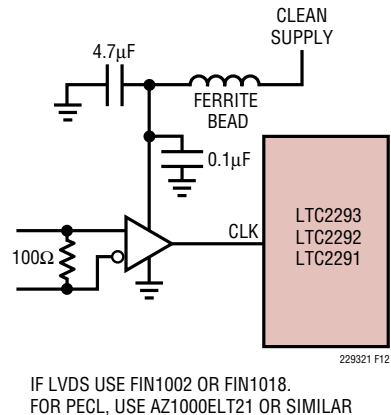 CLEAN
SUPPLY
4.7µF
FERRITE
BEAD
0.1µF
CLK
LTC2293
LTC2292
LTC2291
100Ω
229321 F12
IF LVDS USE FIN1002 OR FIN1018.
FOR PECL, USE AZ1000ELT21 OR SIMILAR